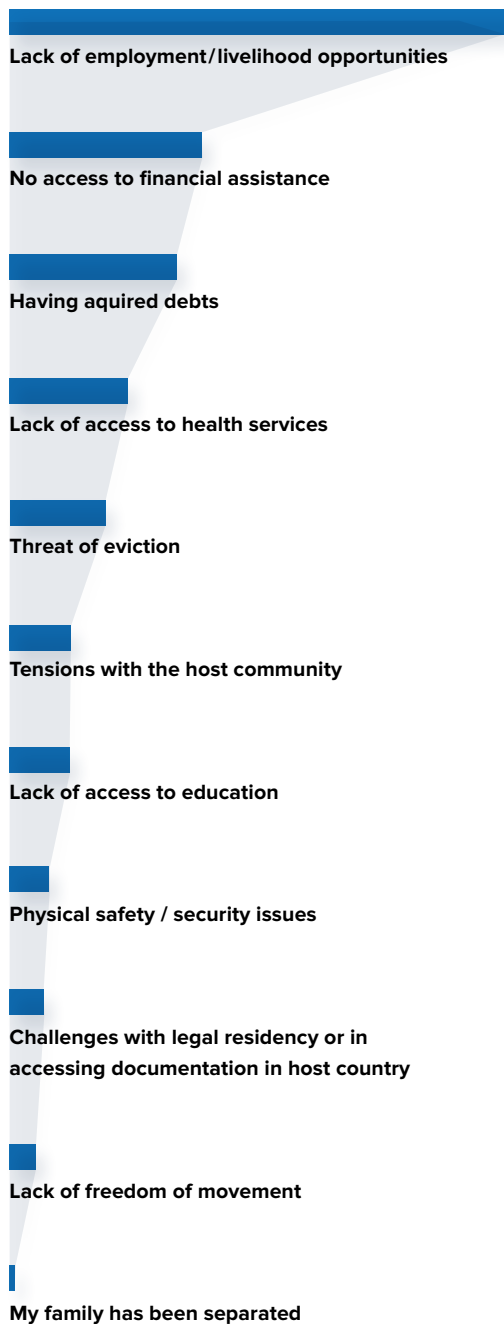 Lack of employment/livelihood opportunities
No access to financial assistance
Having aquired debts
Lack of access to health services
Threat of eviction
Tensions with the host community
Lack of access to education
Physical safety / security issues
Challenges with legal residency or in
accessing documentation in host country
Lack of freedom of movement
My family has been separated